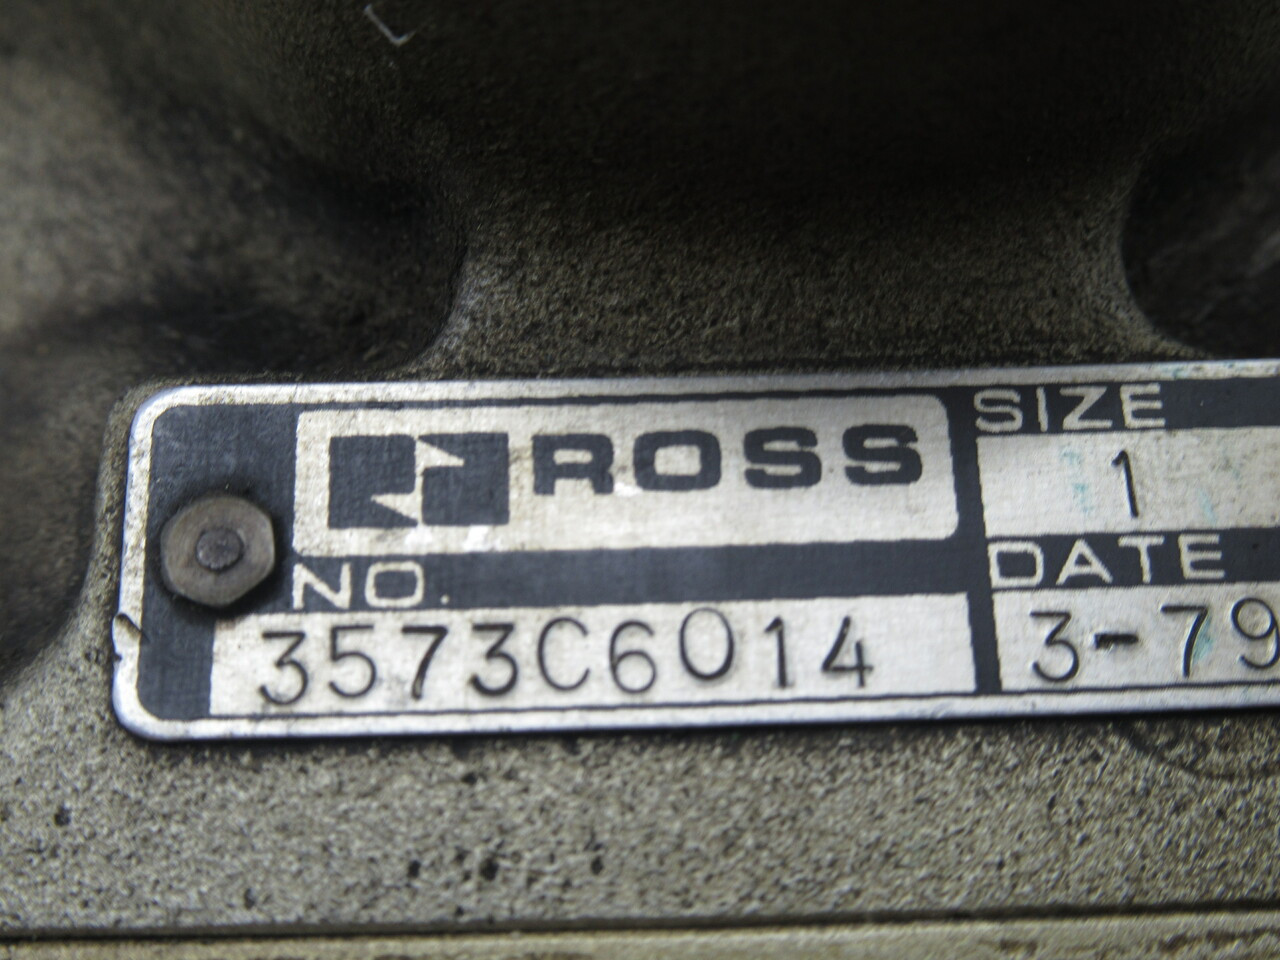 ROSS
SIZE
1
NO.
DATE
3573C6014
3-79